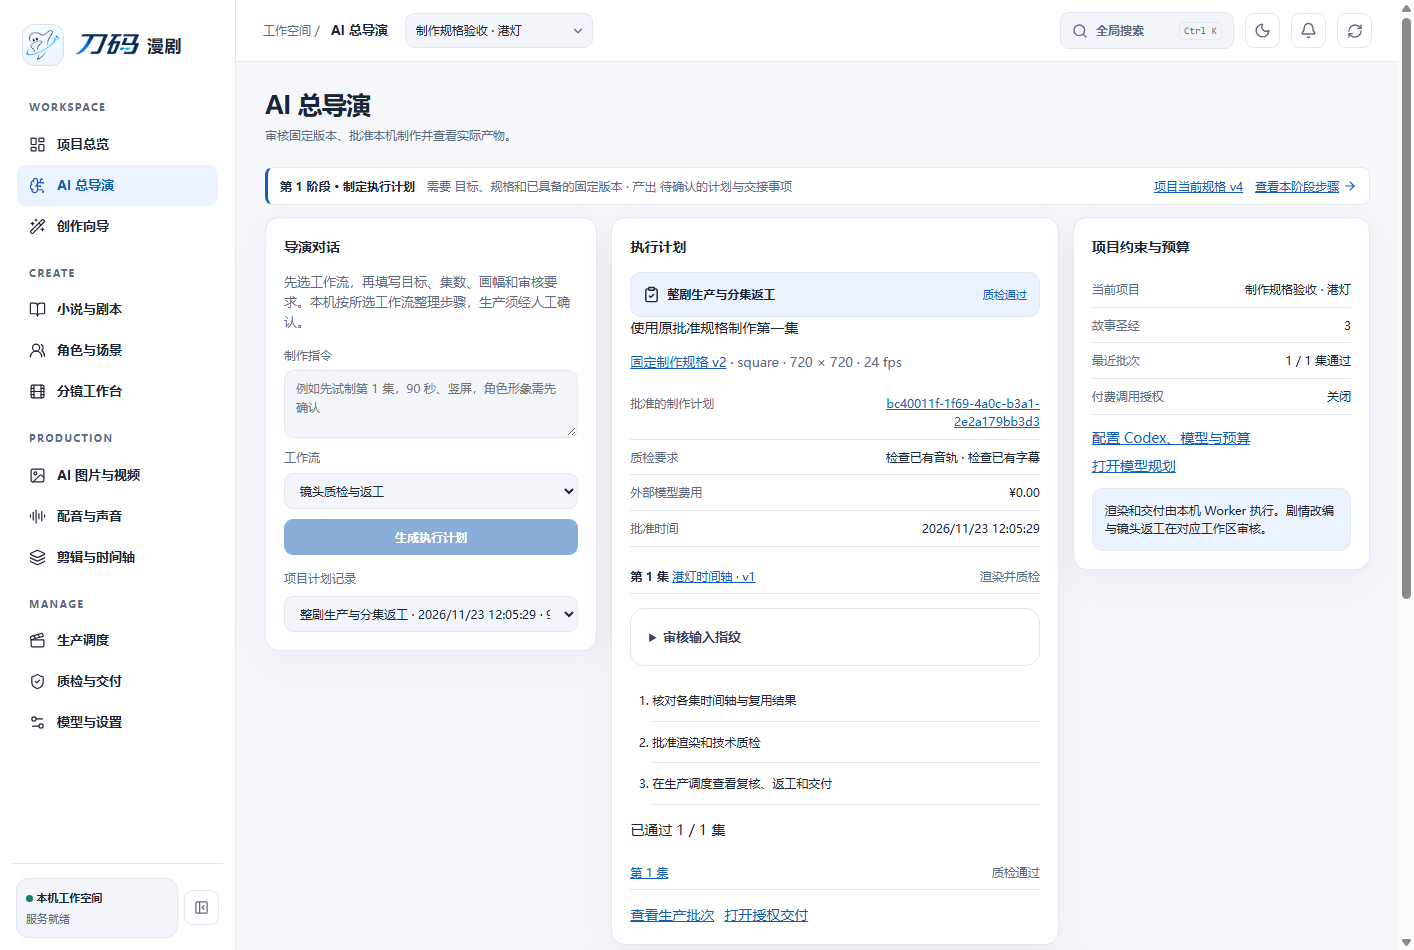 刀码 漫剧
WORKSPACE
项目总览
AI 总导演
创作向导
CREATE
小说与剧本
角色与场景
分镜工作台
PRODUCTION
AI 图片与视频
配音与声音
剪辑与时间轴
MANAGE
生产调度
质检与交付
模型与设置
本机工作空间
服务就绪
工作空间 / AI 总导演 制作规格验收 · 港灯
全局搜索 Ctrl K
AI 总导演
审核固定版本、批准本机制作并查看实际产物。
第 1 阶段 · 制定执行计划 需要 目标、规格和已具备的固定版本 · 产出 待确认的计划与交接事项 项目当前规格 v4 查看本阶段步骤
导演对话
先选工作流，再填写目标、集数、画幅和审核要
求。本机按所选工作流整理步骤，生产须经人工确
认。
制作指令
例如先试制第 1 集，90 秒、竖屏，角色形象需先
确认
工作流
镜头质检与返工
生成执行计划
项目计划记录
整剧生产与分集返工 · 2026/11/23 12:05:29 · 9
执行计划
整剧生产与分集返工 质检通过
使用原批准规格制作第一集
固定制作规格 v2 · square · 720 × 720 · 24 fps
批准的制作计划 bc40011f-1f69-4a0c-b3a1-
2e2a179bb3d3
质检要求 检查已有音轨 · 检查已有字幕
外部模型费用 ¥0.00
批准时间 2026/11/23 12:05:29
第 1 集 港灯时间轴 · v1 渲染并质检
审核输入指纹
1. 核对各集时间轴与复用结果
2. 批准渲染和技术质检
3. 在生产调度查看复核、返工和交付
已通过 1 / 1 集
第 1 集 质检通过
查看生产批次 打开授权交付
项目约束与预算
当前项目 制作规格验收 · 港灯
故事圣经 3
最近批次 1 / 1 集通过
付费调用授权 关闭
配置 Codex、模型与预算
打开模型规划
渲染和交付由本机 Worker 执行。剧情改编
与镜头返工在对应工作区审核。